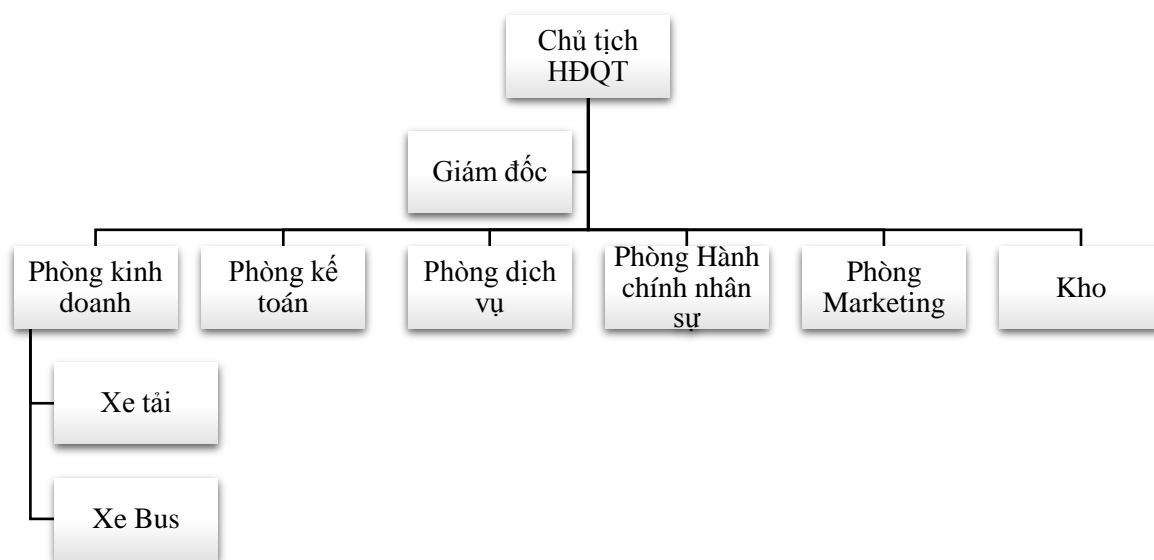 Chủ tịch
HĐQT
Giám đốc
Phòng kinh
doanh
Phòng kế
toán
Phòng dịch
vụ
Phòng Hành
chính nhân
sự
Phòng
Marketing
Kho
Xe tải
Xe Bus